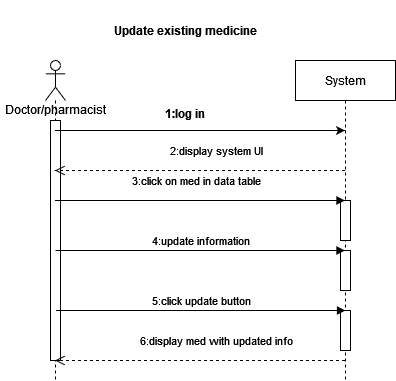 Update existing medicine
System
Doctor/pharmacist
1:log in
2:display system UI
3:click on med in data table
4:update information
5:click update button
6:display med with updated info